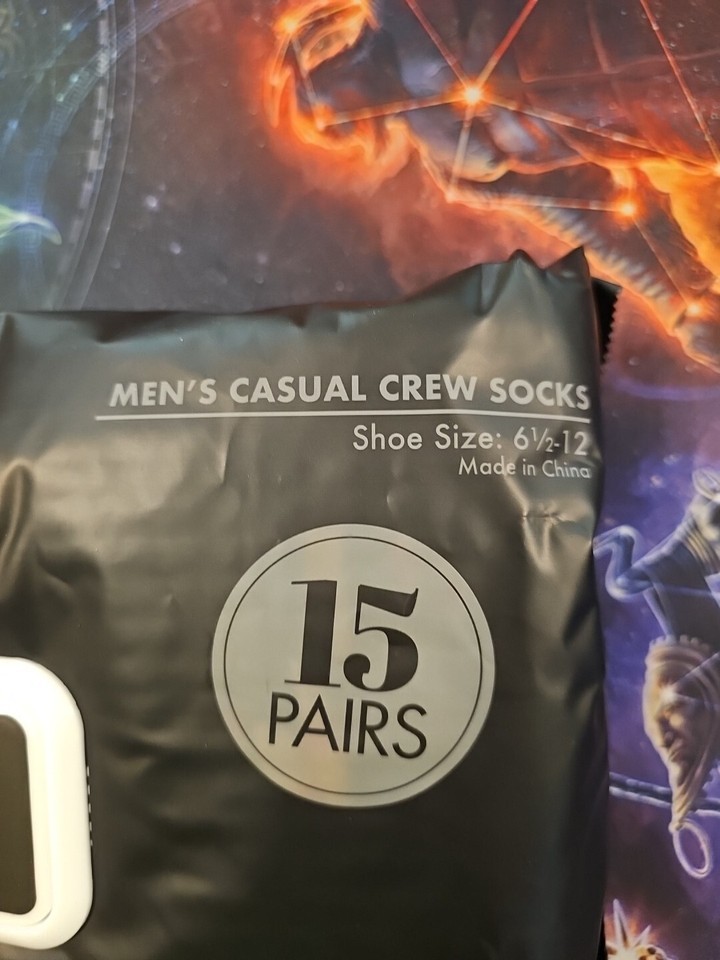 MEN'S CASUAL CREW SOCKS
Shoe Size: 6½-12
Made in China
15
PAIRS